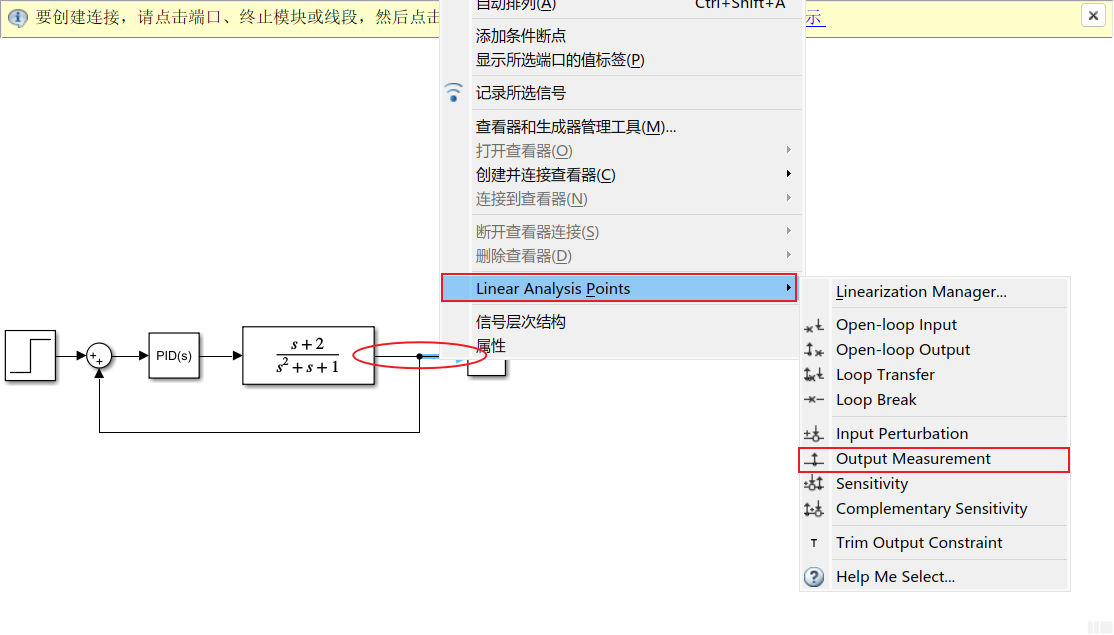 要创建连接，请点击端口、终止模块或线段，然后点击
示
自动排列(A) Ctrl+Shift+A
添加条件断点
显示所选端口的值标签(P)
记录所选信号
查看器和生成器管理工具(M)...
打开查看器(O)
创建并连接查看器(C)
连接到查看器(N)
断开查看器连接(S)
删除查看器(D)
Linear Analysis Points
信号层次结构
属性
Linearization Manager...
Open-loop Input
Open-loop Output
Loop Transfer
Loop Break
Input Perturbation
Output Measurement
Sensitivity
Complementary Sensitivity
T Trim Output Constraint
Help Me Select...
PID(s)
s + 2
s² + s + 1